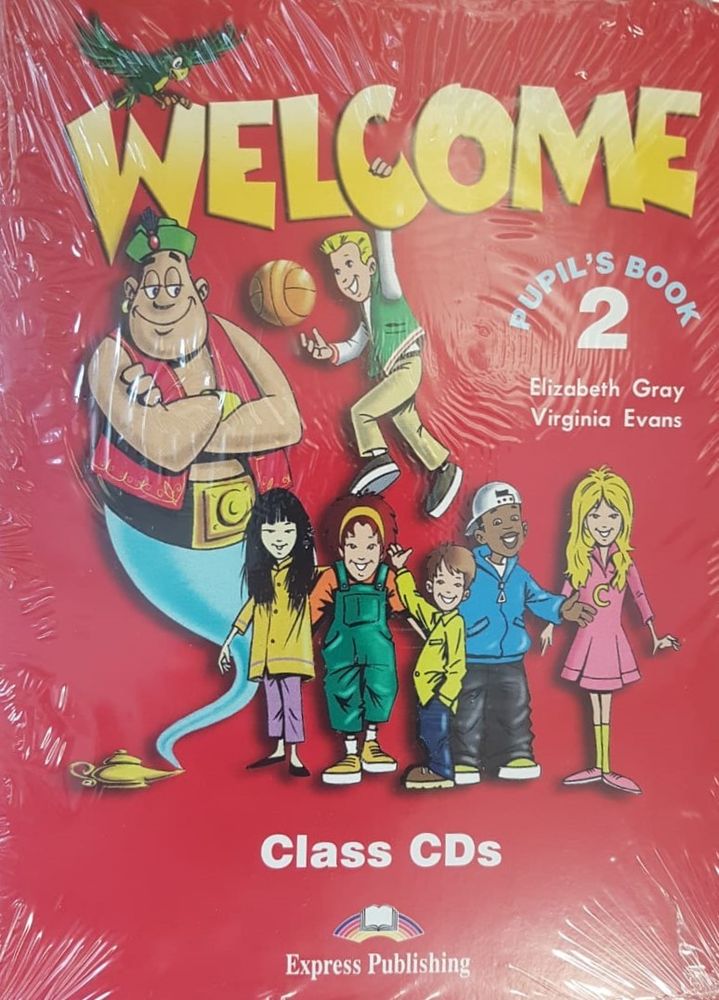 WELCOME
PUPIL'S BOOK
2
Elizabeth Gray
Virginia Evans
C
Class CDs
Express Publishing